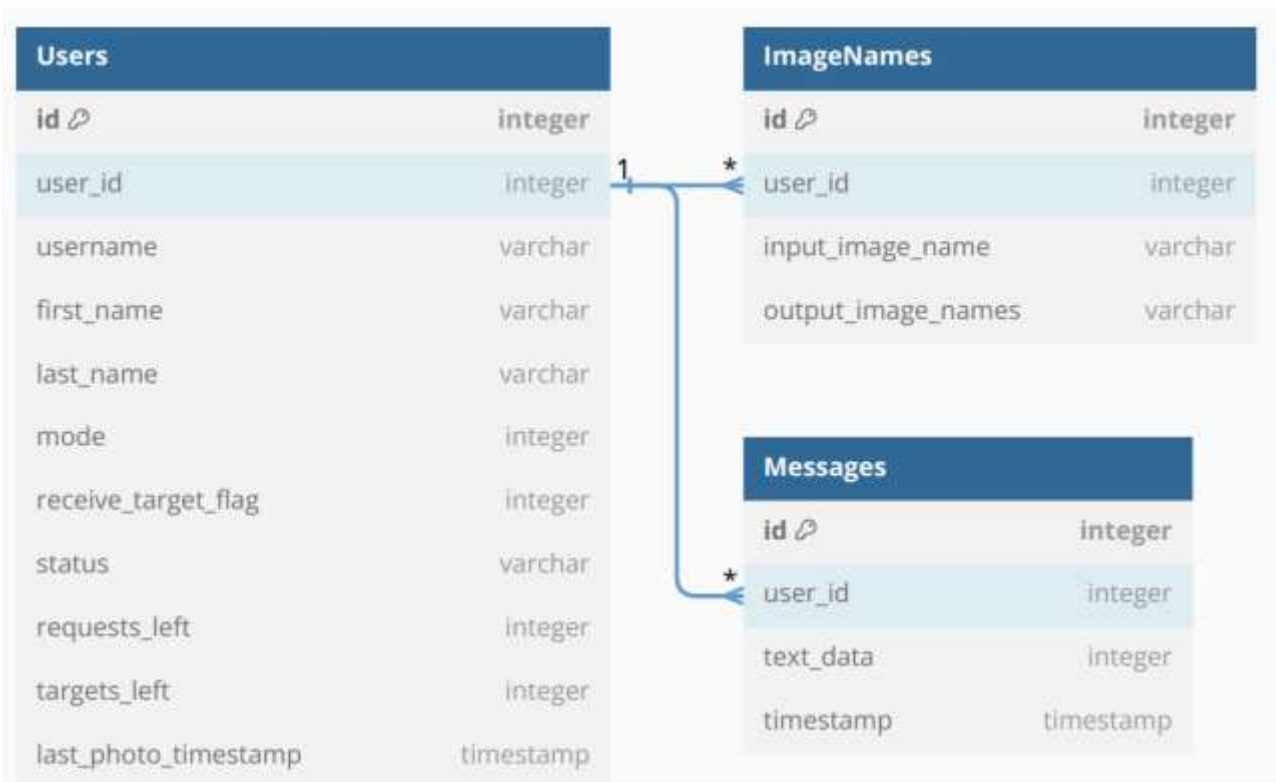 Users
id integer
user_id integer
username varchar
first_name varchar
last_name varchar
mode integer
receive_target_flag integer
status varchar
requests_left integer
targets_left integer
last_photo_timestamp timestamp
1 *
*
ImageNames
id integer
user_id integer
input_image_name varchar
output_image_names varchar
Messages
id integer
user_id integer
text_data integer
timestamp timestamp